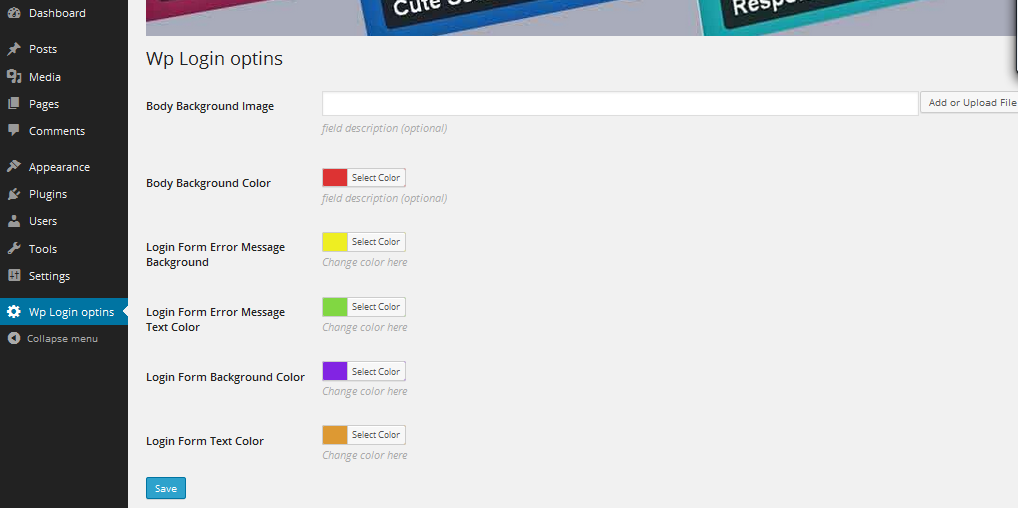 Cute
Respon
Wp Login optins
Dashboard
Posts
Media
Pages
Comments
Appearance
Plugins
Users
Tools
Settings
Wp Login optins
Collapse menu
Body Background Image
Add or Upload File
field description (optional)
Body Background Color
Select Color
field description (optional)
Login Form Error Message
Background
Select Color
Change color here
Login Form Error Message
Text Color
Select Color
Change color here
Login Form Background Color
Select Color
Change color here
Login Form Text Color
Select Color
Change color here
Save